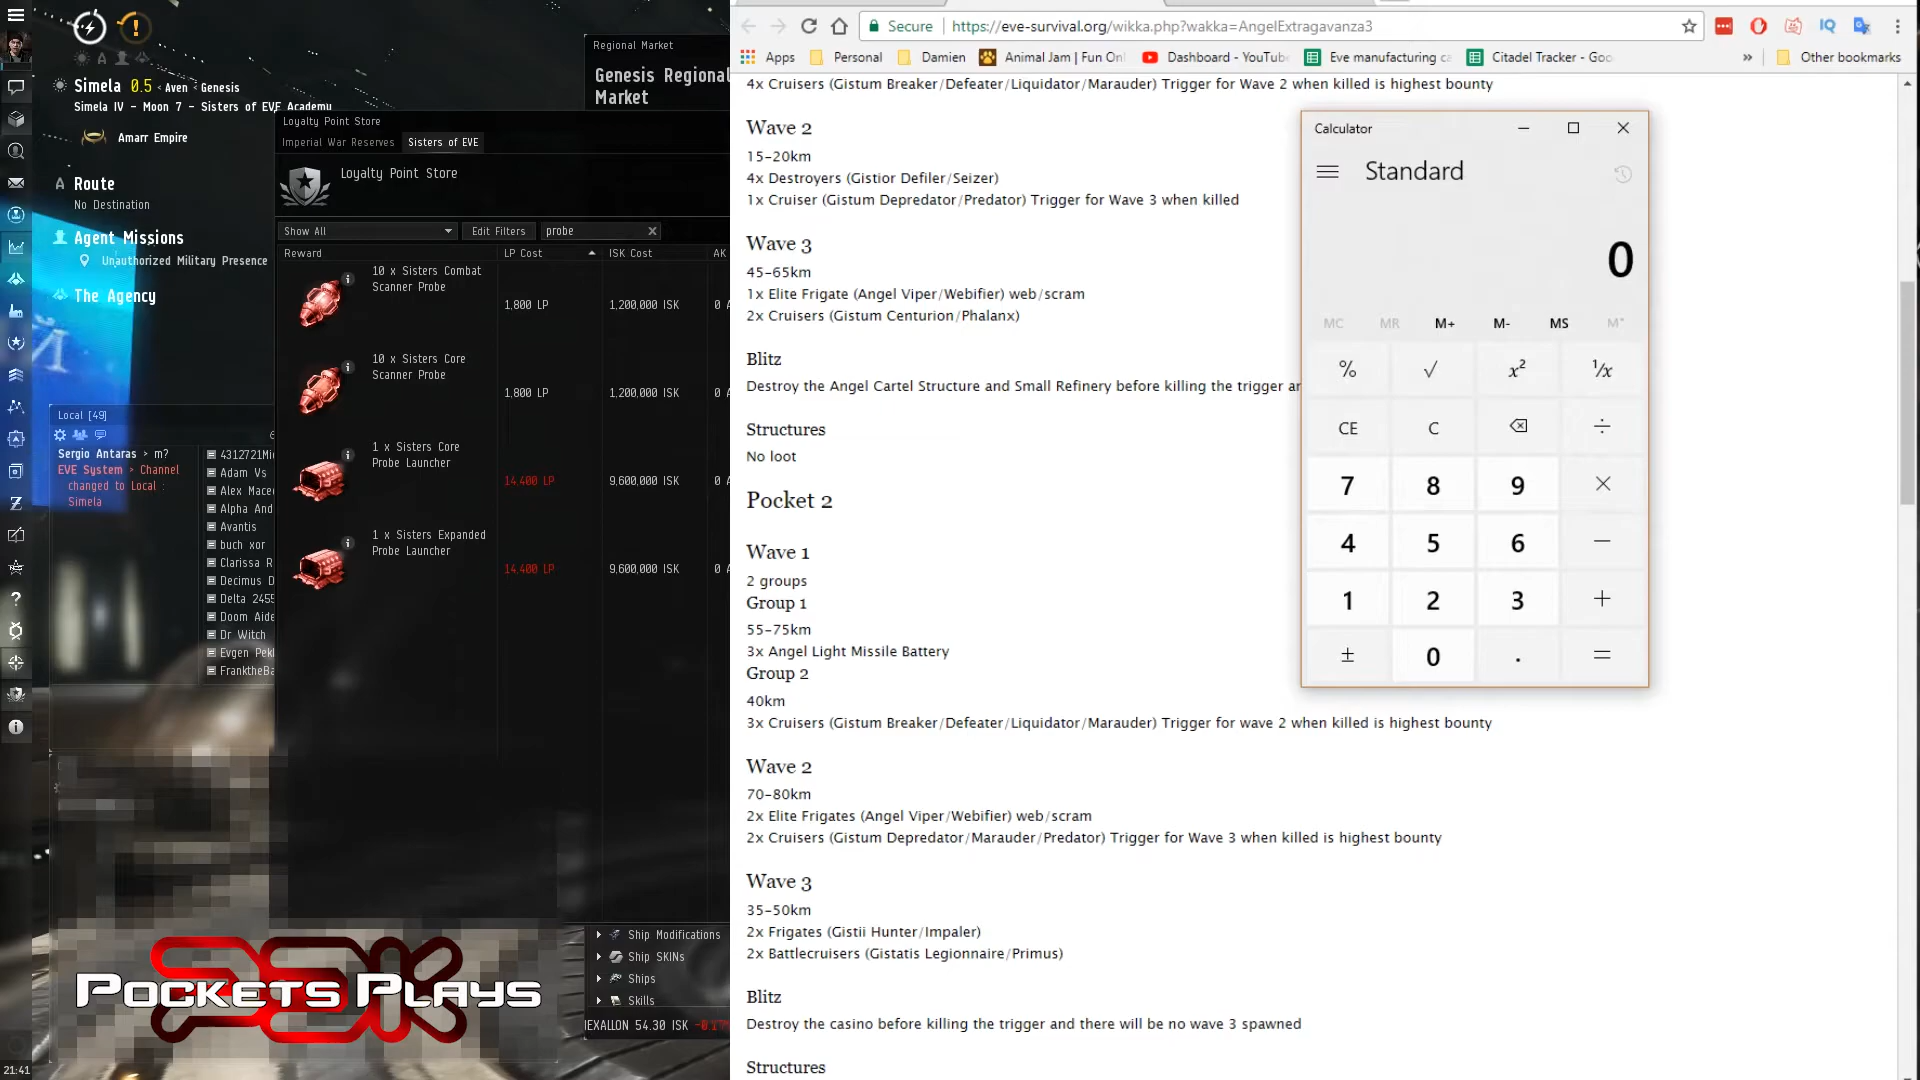 Simela 0.5 ‹ Aven ‹ Genesis
Simela IV - Moon 7 - Sisters of EVE Academy
Amarr Empire
Route
No Destination
Agent Missions
Unauthorized Military Presence
The Agency
Local [49]
Sergio Antaras > m?
EVE System > Channel
changed to Local :
Simela
4312721Mi
Adam Vs
Alex Mace
Alpha And
Avantis
buch xor
Clarissa R
Decimus D
Delta 2455
Doom Aide
Dr Witch
Evgen Pekl
FranktheBa
21:41
Regional Market
Genesis Regional
Market
Loyalty Point Store
Imperial War Reserves
Sisters of EVE
Loyalty Point Store
Show All
Edit Filters
probe
Reward
LP Cost
ISK Cost
AK
10 x Sisters Combat
Scanner Probe
1,800 LP
1,200,000 ISK
0 A
10 x Sisters Core
Scanner Probe
1,800 LP
1,200,000 ISK
0 A
1 x Sisters Core
Probe Launcher
14,400 LP
9,600,000 ISK
0 A
1 x Sisters Expanded
Probe Launcher
14,400 LP
9,600,000 ISK
0 A
Ship Modifications
Ship SKINs
Ships
Skills
EXALLON 54.30 ISK
POCKETS PLAYS
Secure
https://eve-survival.org/wikka.php?wakka=AngelExtragavanza3
Apps
Personal
Damien
Animal Jam | Fun Onl
Dashboard - YouTube
Eve manufacturing ca
Citadel Tracker - Goo
»
Other bookmarks
4x Cruisers (Gistum Breaker/Defeater/Liquidator/Marauder) Trigger for Wave 2 when killed is highest bounty
Wave 2
15-20km
4x Destroyers (Gistior Defiler/Seizer)
1x Cruiser (Gistum Depredator/Predator) Trigger for Wave 3 when killed
Wave 3
45-65km
1x Elite Frigate (Angel Viper/Webifier) web/scram
2x Cruisers (Gistum Centurion/Phalanx)
Blitz
Destroy the Angel Cartel Structure and Small Refinery before killing the trigger ar
Structures
No loot
Pocket 2
Wave 1
2 groups
Group 1
55-75km
3x Angel Light Missile Battery
Group 2
40km
3x Cruisers (Gistum Breaker/Defeater/Liquidator/Marauder) Trigger for wave 2 when killed is highest bounty
Wave 2
70-80km
2x Elite Frigates (Angel Viper/Webifier) web/scram
2x Cruisers (Gistum Depredator/Marauder/Predator) Trigger for Wave 3 when killed is highest bounty
Wave 3
35-50km
2x Frigates (Gistii Hunter/Impaler)
2x Battlecruisers (Gistatis Legionnaire/Primus)
Blitz
Destroy the casino before killing the trigger and there will be no wave 3 spawned
Structures
Calculator
Standard
0
MC MR M+ M- MS M˅
% √ x² ¹/x
CE C ÷
7 8 9 ×
4 5 6 −
1 2 3 +
± 0 . =